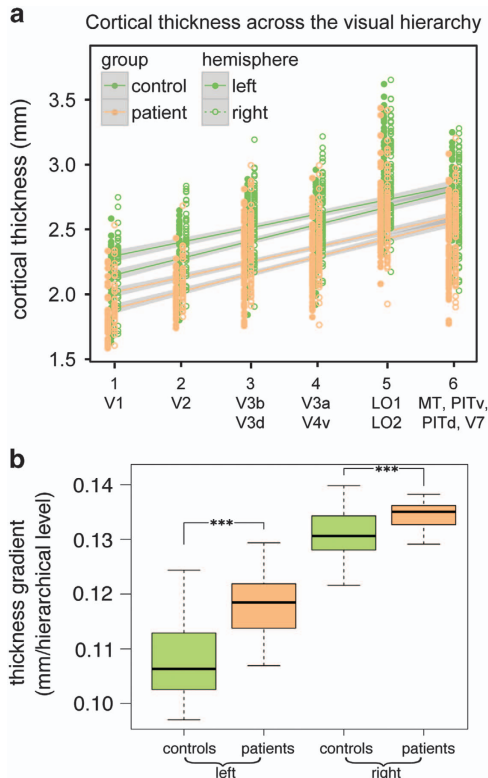 a
Cortical thickness across the visual hierarchy
group hemisphere
control left
patient right
cortical thickness (mm)
3.5
3.0
2.5
2.0
1.5
1 2 3 4 5 6
V1 V2 V3b V3a LO1 MT, PITv,
V3d V4v LO2 PITd, V7
b
thickness gradient
(mm/hierarchical level)
0.14
0.13
0.12
0.11
0.10
*** ***
controls patients controls patients
left right